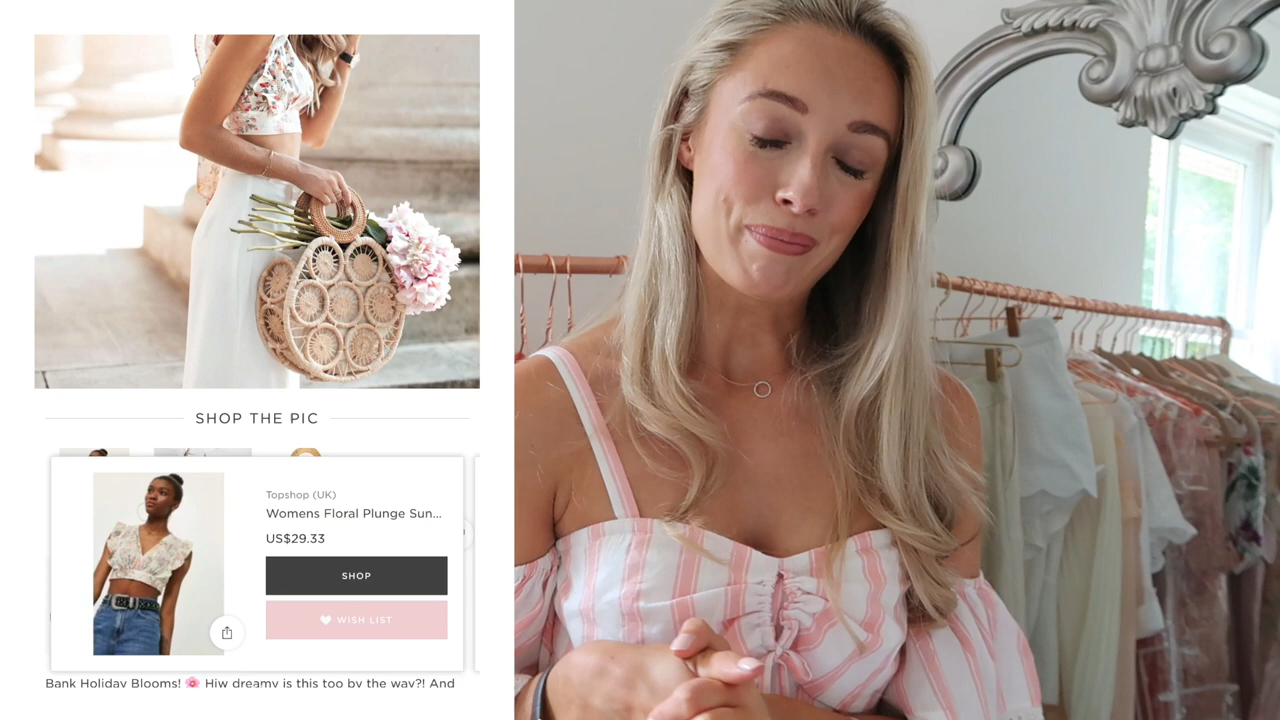 SHOP THE PIC
Topshop (UK)
Womens Floral Plunge Sun...
US$29.33
SHOP
WISH LIST
Bank Holiday Blooms! 🌸 Hiw dreamy is this too by the way?! And